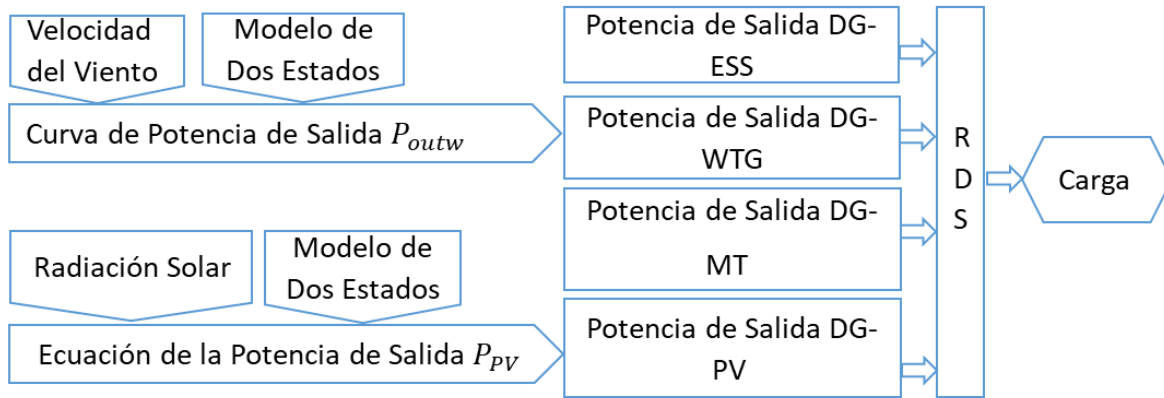 Velocidad
del Viento
Modelo de
Dos Estados
Curva de Potencia de Salida P_outw
Radiación Solar
Modelo de
Dos Estados
Ecuación de la Potencia de Salida P_PV
Potencia de Salida DG-
ESS
Potencia de Salida DG-
WTG
Potencia de Salida DG-
MT
Potencia de Salida DG-
PV
R
D
S
Carga